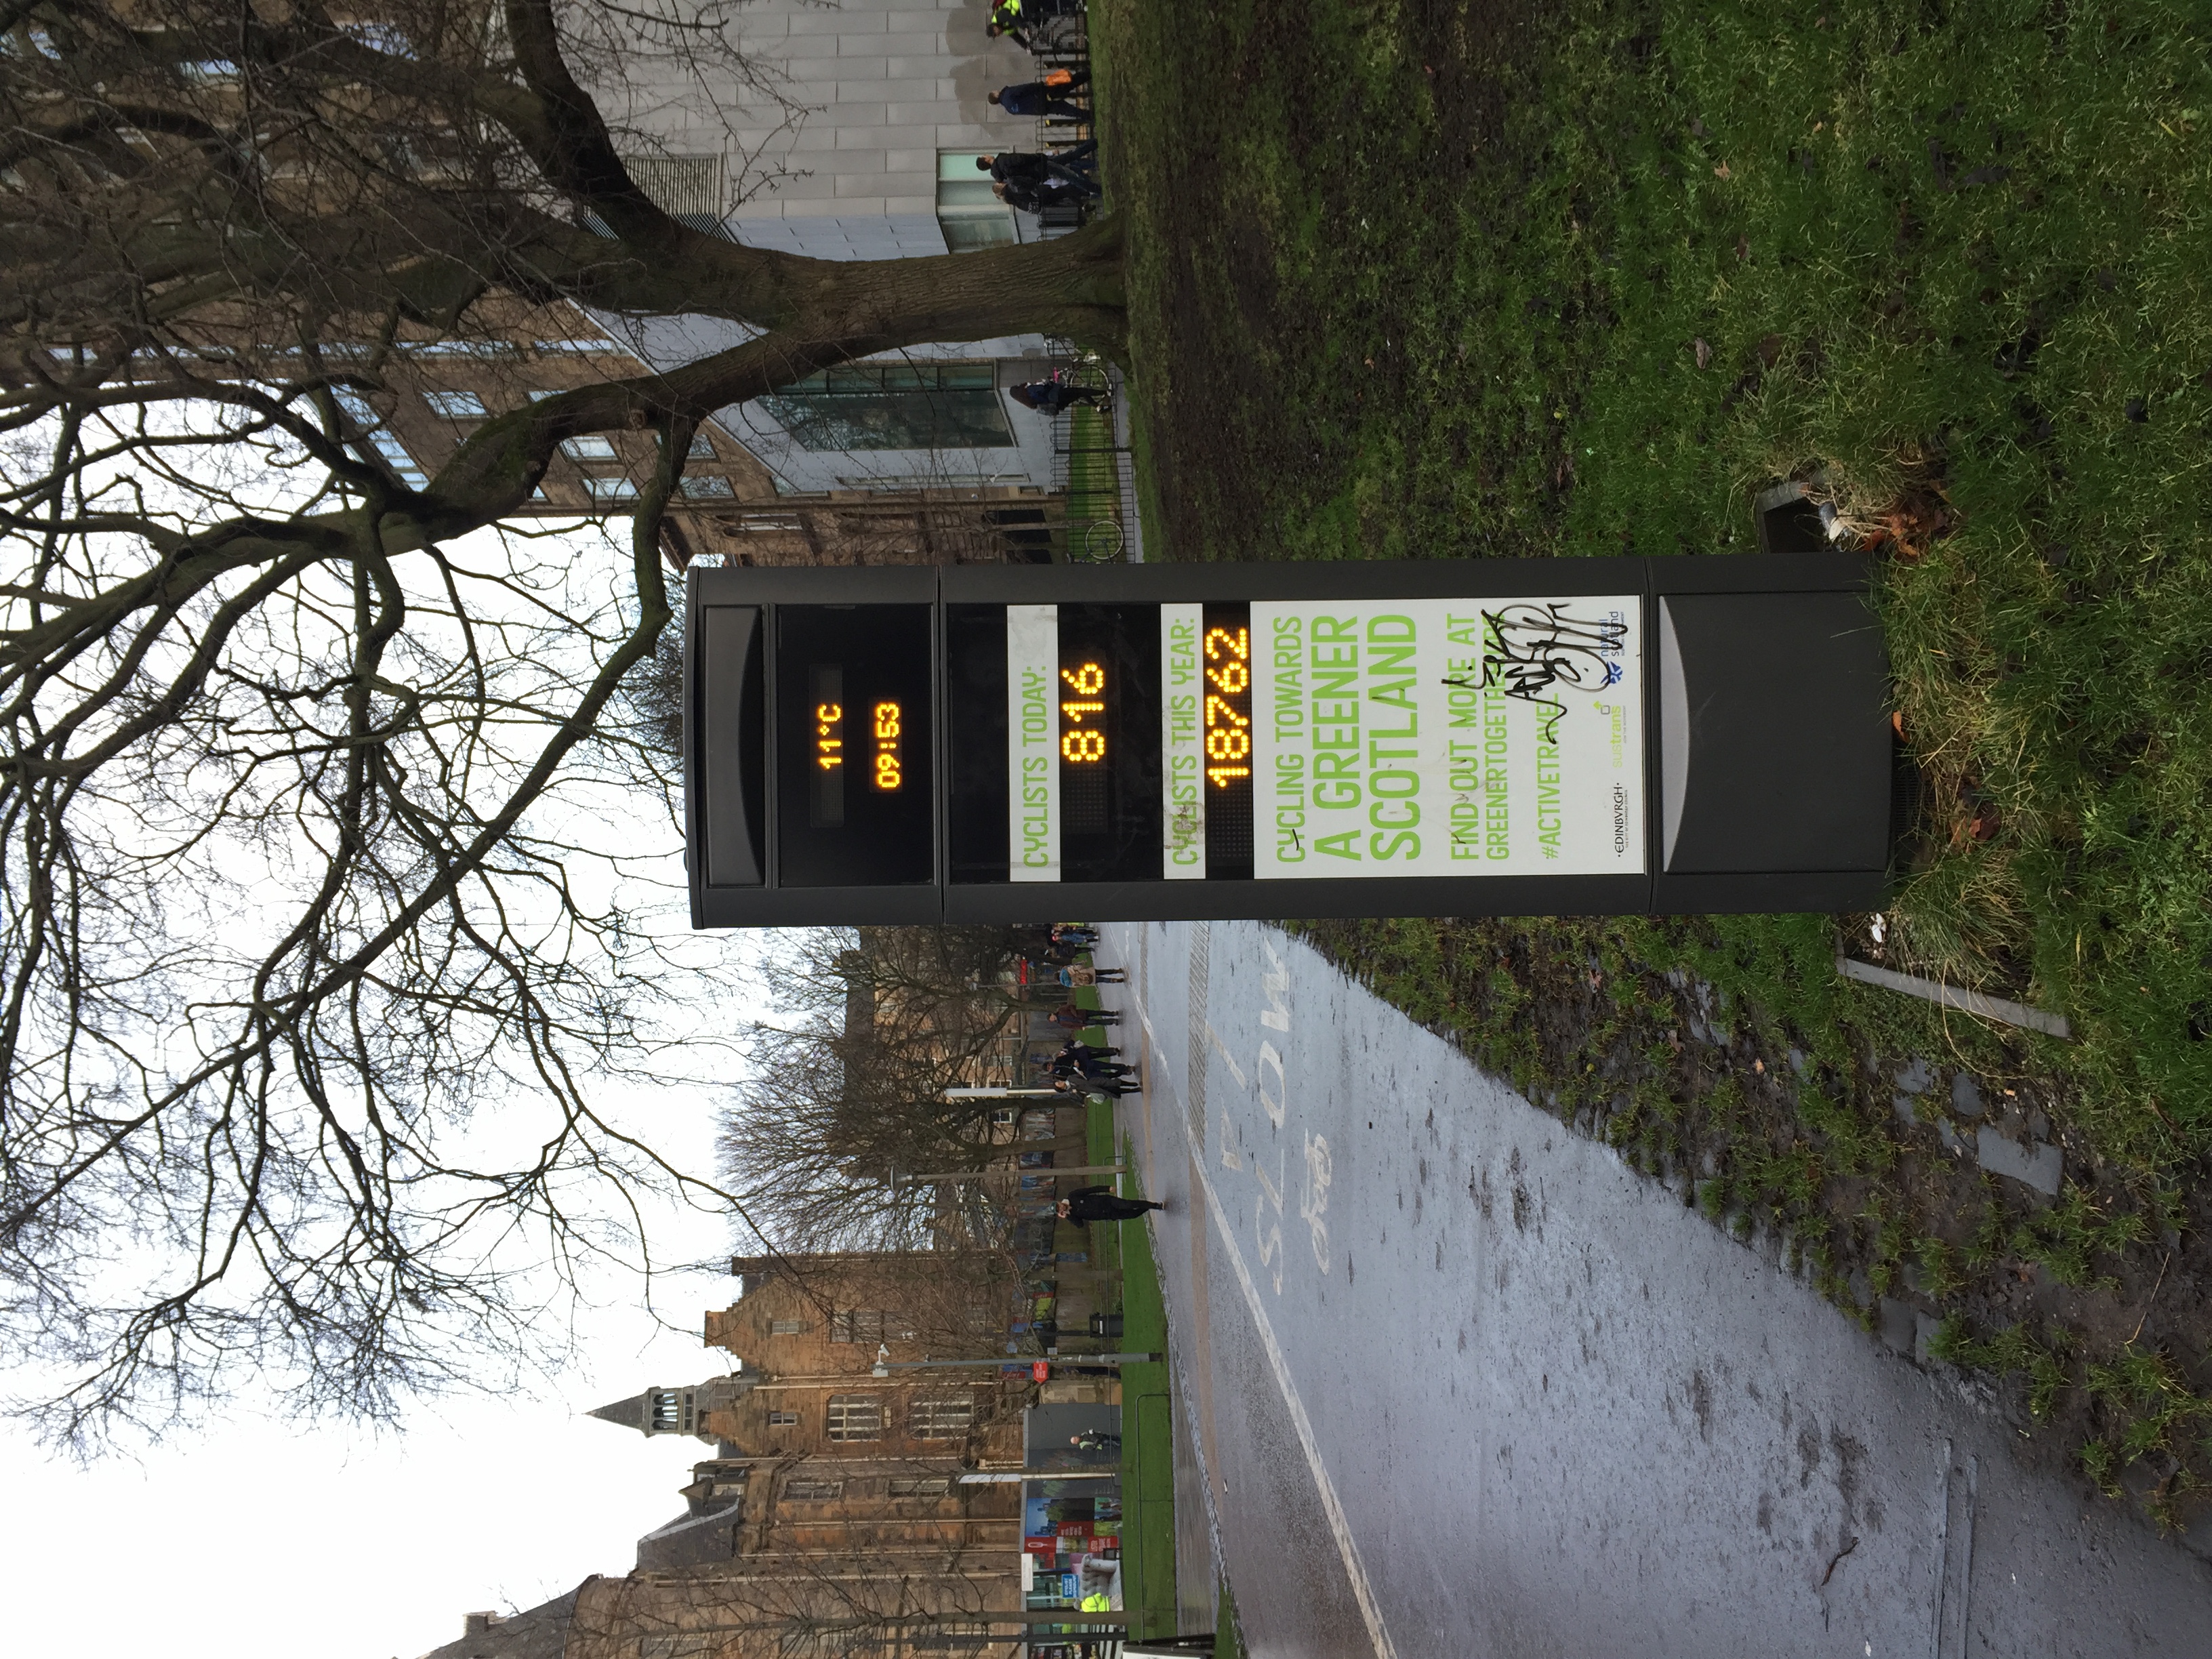 11°C
09:53
CYCLISTS TODAY:
816
CYCLISTS THIS YEAR:
18762
CYCLING TOWARDS
A GREENER
SCOTLAND
FIND OUT MORE AT
#ACTIVETRAVEL
·EDINBVRGH·
sustrans
natural
scotland
SLOW